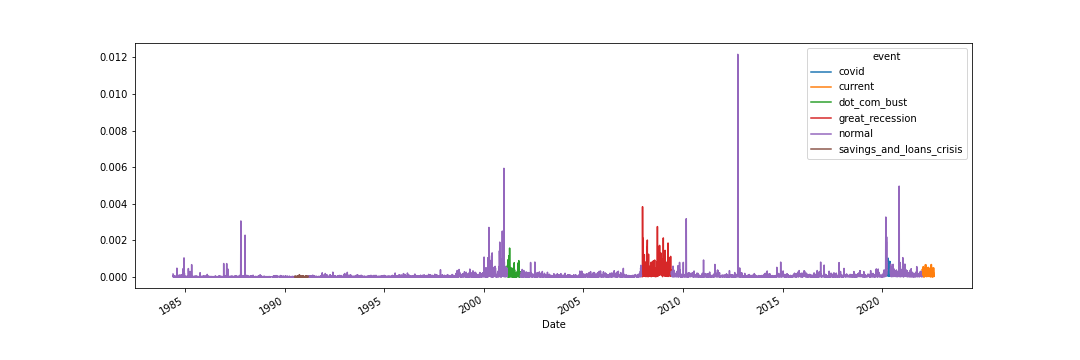 0.012
0.010
0.008
0.006
0.004
0.002
0.000
event
covid
current
dot_com_bust
great_recession
normal
savings_and_loans_crisis
1985
1990
1995
2000
2005
2010
2015
2020
Date